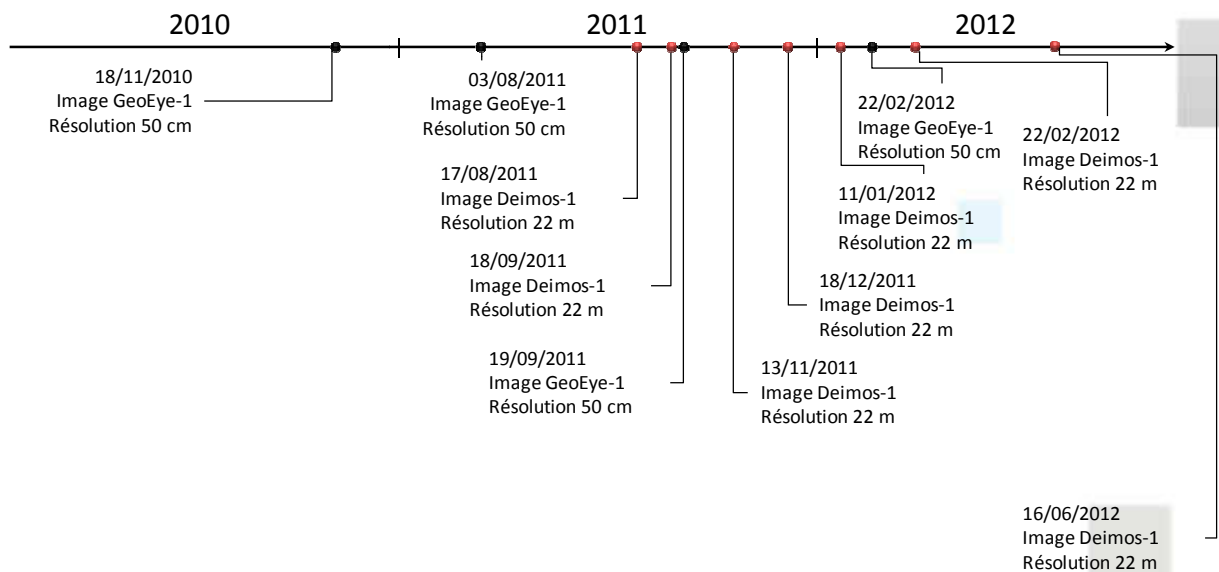 2010
2011
2012
18/11/2010
Image GeoEye-1
Résolution 50 cm
03/08/2011
Image GeoEye-1
Résolution 50 cm
17/08/2011
Image Deimos-1
Résolution 22 m
18/09/2011
Image Deimos-1
Résolution 22 m
19/09/2011
Image GeoEye-1
Résolution 50 cm
13/11/2011
Image Deimos-1
Résolution 22 m
18/12/2011
Image Deimos-1
Résolution 22 m
11/01/2012
Image Deimos-1
Résolution 22 m
22/02/2012
Image GeoEye-1
Résolution 50 cm
22/02/2012
Image Deimos-1
Résolution 22 m
16/06/2012
Image Deimos-1
Résolution 22 m